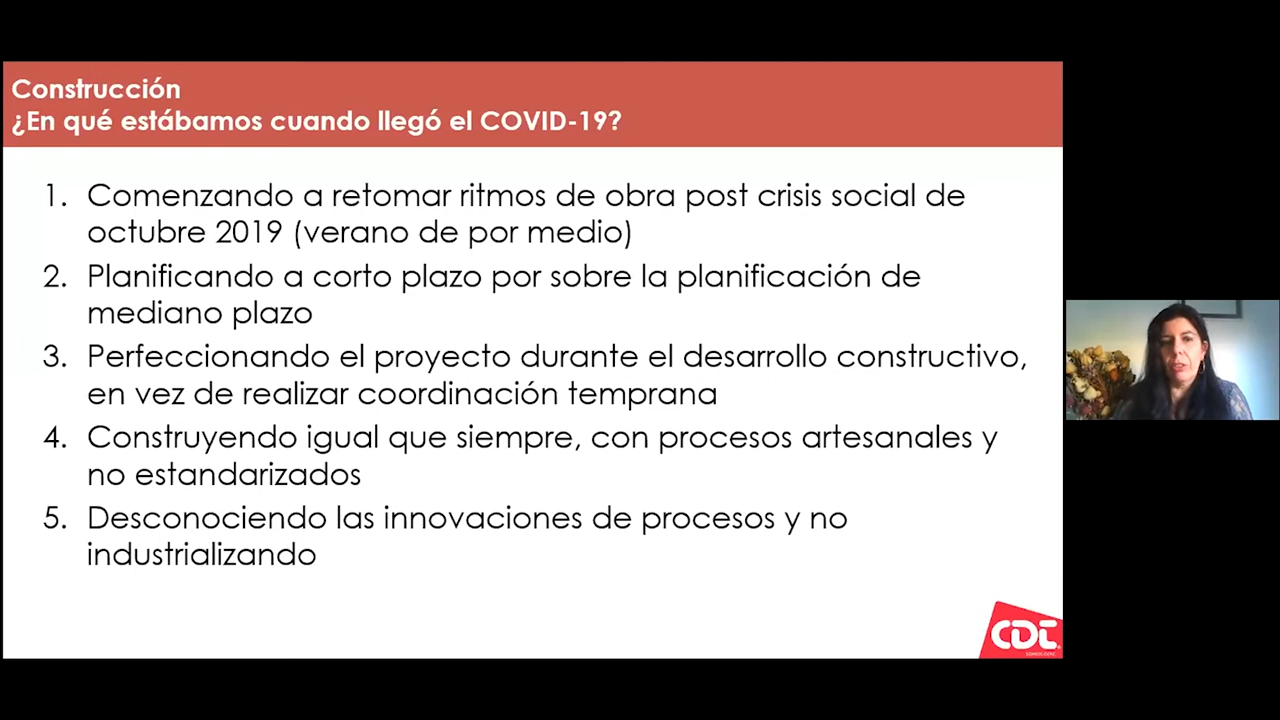 Construcción
¿En qué estábamos cuando llegó el COVID-19?
1. Comenzando a retomar ritmos de obra post crisis social de
octubre 2019 (verano de por medio)
2. Planificando a corto plazo por sobre la planificación de
mediano plazo
3. Perfeccionando el proyecto durante el desarrollo constructivo,
en vez de realizar coordinación temprana
4. Construyendo igual que siempre, con procesos artesanales y
no estandarizados
5. Desconociendo las innovaciones de procesos y no
industrializando
CDT